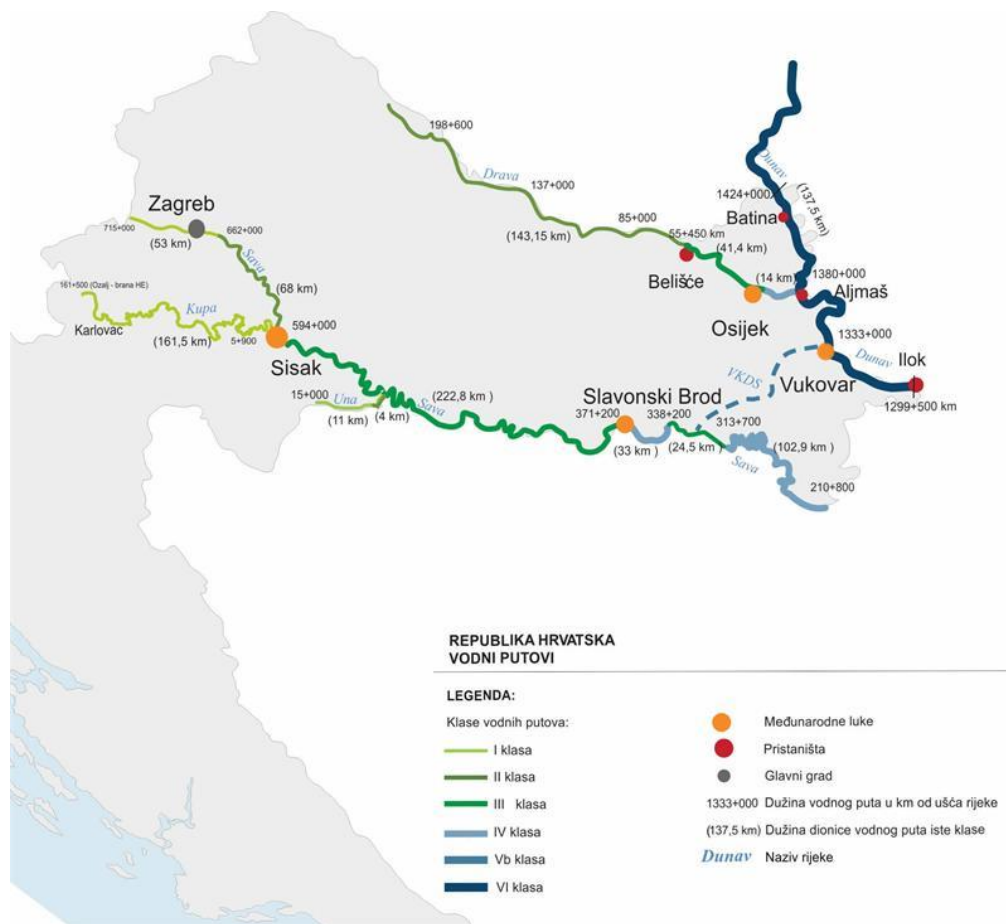 198+600
Drava
137+000
Dunav
(137,5 km)
1424+000
Zagreb
Batina
715+000
662+000
(53 km)
(143,15 km)
85+000
55+450 km
(41,4 km)
Sava
Belišće
(14 km)
1380+000
Aljmaš
161+500 (Ozalj - brana HE)
(68 km)
Kupa
Karlovac
(161,5 km)
5+900
594+000
Osijek
1333+000
Sisak
Dunav
Ilok
VKDS
Vukovar
15+000
Una
(11 km)
(4 km)
Sava
(222,8 km )
Slavonski Brod
1299+500 km
371+200
338+200
313+700
(33 km )
(24,5 km )
(102,9 km )
Sava
210+800
REPUBLIKA HRVATSKA
VODNI PUTOVI
LEGENDA:
Klase vodnih putova:
I klasa
II klasa
III klasa
IV klasa
Vb klasa
VI klasa
Međunarodne luke
Pristaništa
Glavni grad
1333+000 Dužina vodnog puta u km od ušća rijeke
(137,5 km) Dužina dionice vodnog puta iste klase
Dunav Naziv rijeke